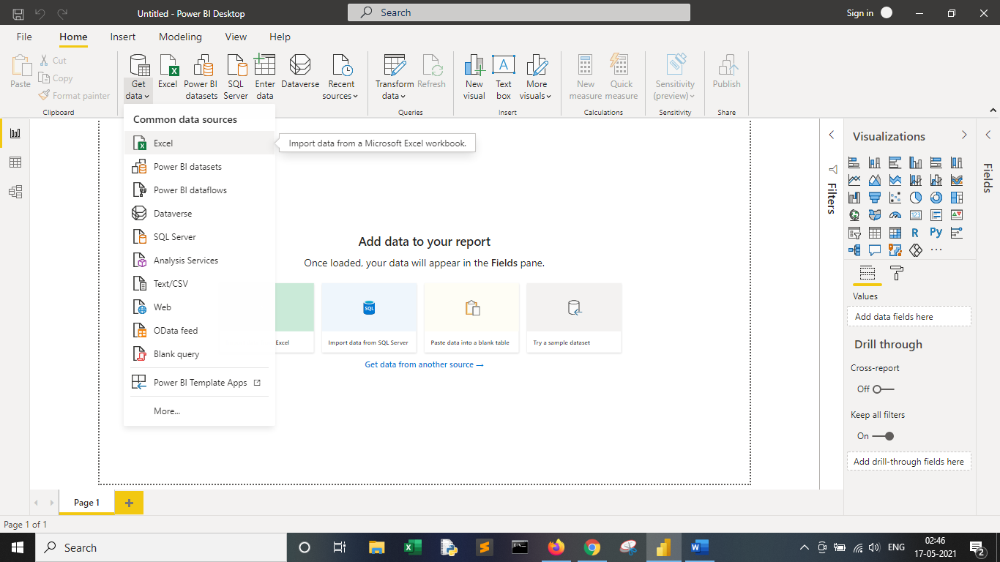 Untitled - Power BI Desktop
Search
Sign in
File Home Insert Modeling View Help
Paste
Cut
Copy
Format painter
Clipboard
Get data
Excel
Power BI datasets
SQL Server
Enter data
Dataverse
Recent sources
Transform data
Refresh
Queries
New visual
Text box
More visuals
Insert
New measure
Quick measure
Calculations
Sensitivity (preview)
Sensitivity
Publish
Share
Common data sources
Excel
Power BI datasets
Power BI dataflows
Dataverse
SQL Server
Analysis Services
Text/CSV
Web
OData feed
Blank query
Power BI Template Apps
More...
Import data from a Microsoft Excel workbook.
Add data to your report
Once loaded, your data will appear in the Fields pane.
Excel
SQL
Import data from SQL Server
Paste data into a blank table
Try a sample dataset
Get data from another source →
Filters
Visualizations
123
R
Py
Values
Add data fields here
Drill through
Cross-report
Off
Keep all filters
On
Add drill-through fields here
Fields
Page 1
Page 1 of 1
Search
ENG
02:46
17-05-2021
2